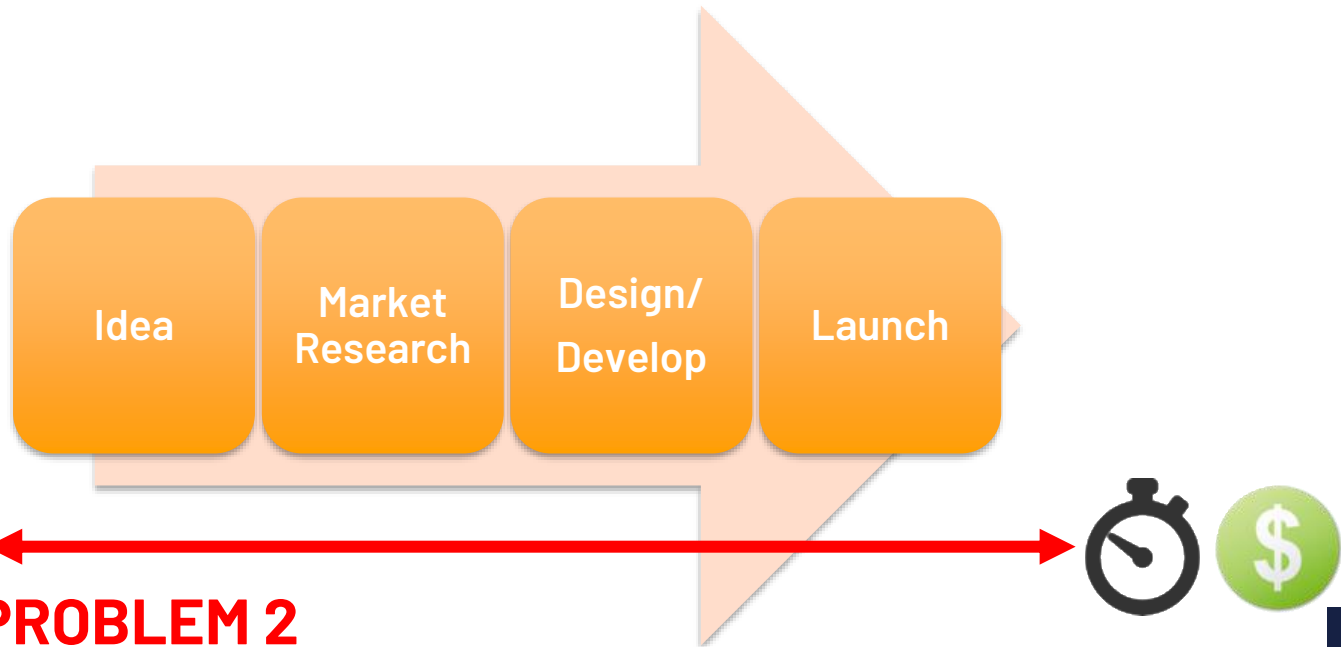 Idea
Market
Research
Design/
Develop
Launch
$
PROBLEM 2